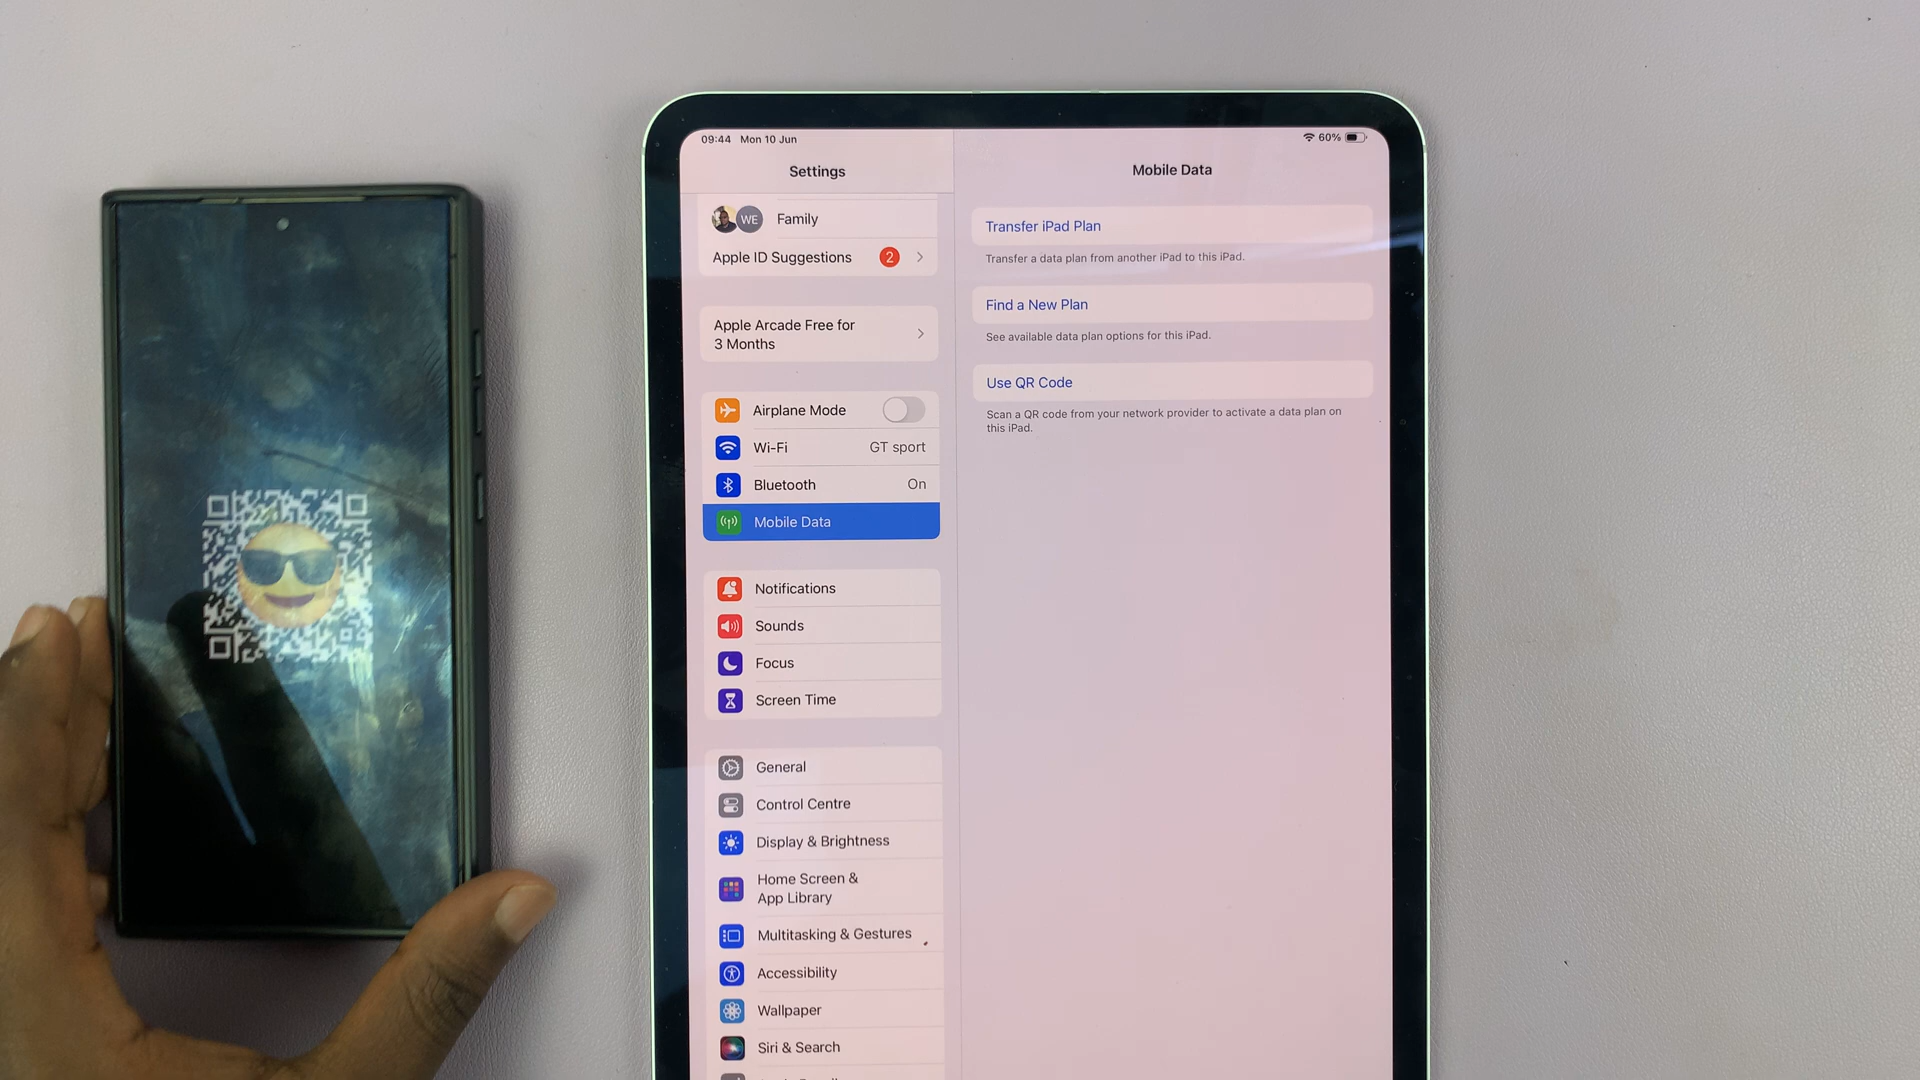 09:44 Mon 10 Jun
60%
Settings
WE
Family
Apple ID Suggestions 2
Apple Arcade Free for
3 Months
Airplane Mode
Wi-Fi GT sport
Bluetooth On
Mobile Data
Notifications
Sounds
Focus
Screen Time
General
Control Centre
Display & Brightness
Home Screen &
App Library
Multitasking & Gestures
Accessibility
Wallpaper
Siri & Search
Mobile Data
Transfer iPad Plan
Transfer a data plan from another iPad to this iPad.
Find a New Plan
See available data plan options for this iPad.
Use QR Code
Scan a QR code from your network provider to activate a data plan on
this iPad.